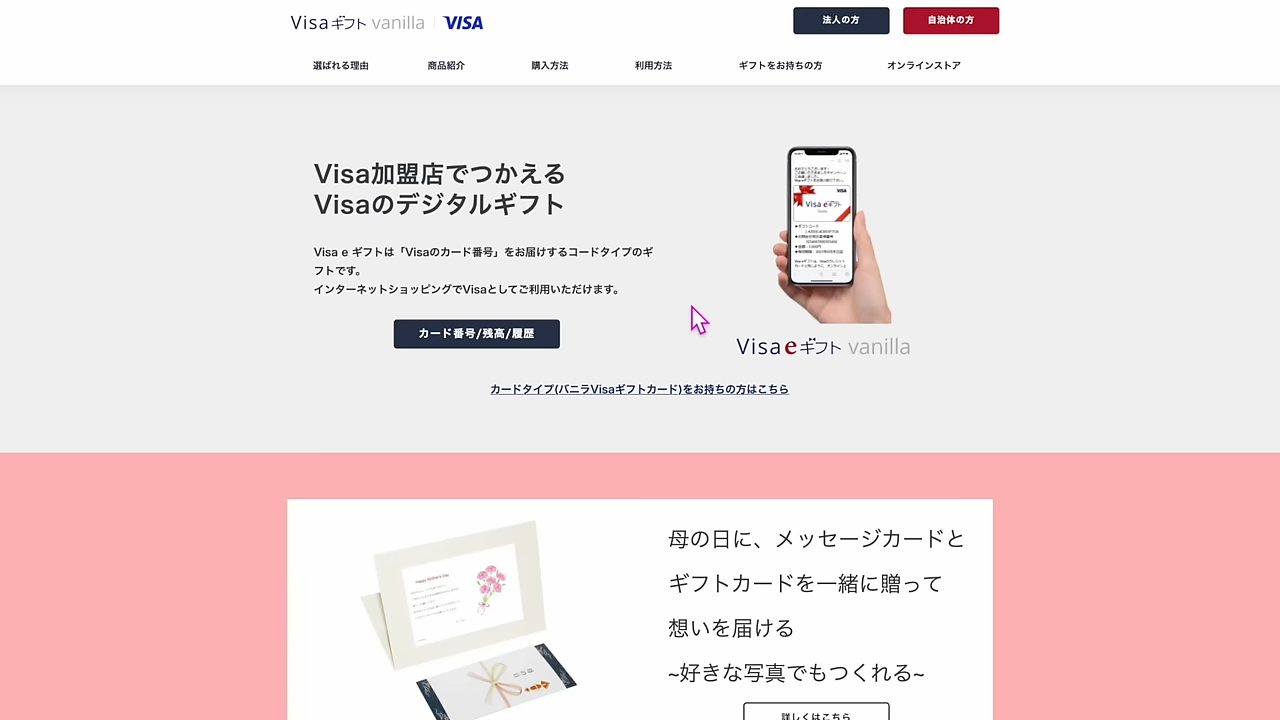 Visaギフト vanilla VISA
法人の方
自治体の方
選ばれる理由
商品紹介
購入方法
利用方法
ギフトをお持ちの方
オンラインストア
Visa加盟店でつかえる
Visaのデジタルギフト
Visa e ギフトは「Visaのカード番号」をお届けするコードタイプのギ
フトです。
インターネットショッピングでVisaとしてご利用いただけます。
カード番号/残高/履歴
VISA
Visa eギフト
Visa eギフト vanilla
カードタイプ(バニラVisaギフトカード)をお持ちの方はこちら
Happy Mother's Day
母の日に、メッセージカードと
ギフトカードを一緒に贈って
想いを届ける
~好きな写真でもつくれる~
詳しくはこちら